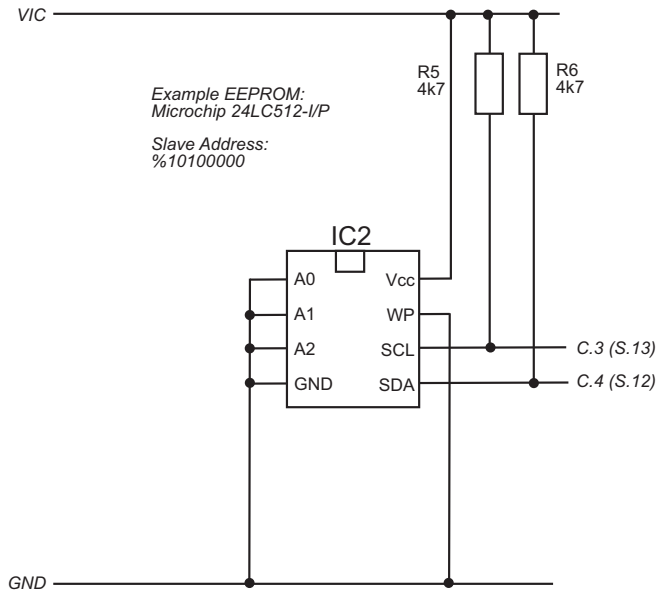 VIC
R5
4k7
R6
4k7
Example EEPROM:
Microchip 24LC512-I/P
Slave Address:
%10100000
IC2
A0
Vcc
A1
WP
A2
SCL
C.3 (S.13)
GND
SDA
C.4 (S.12)
GND